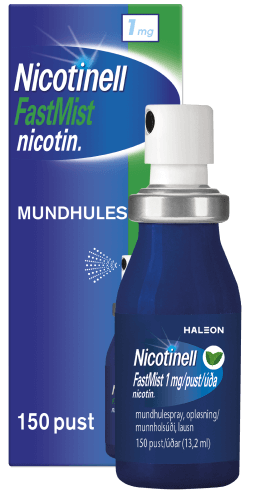 1 mg
Nicotinell
FastMist
nicotin.
MUNDHULES
150 pust
HALEON
Nicotinell
FastMist 1 mg/pust/úða
nicotin.
mundhulespray, opløsning/
munnholsúði, lausn
150 pust/úðar (13,2 ml)